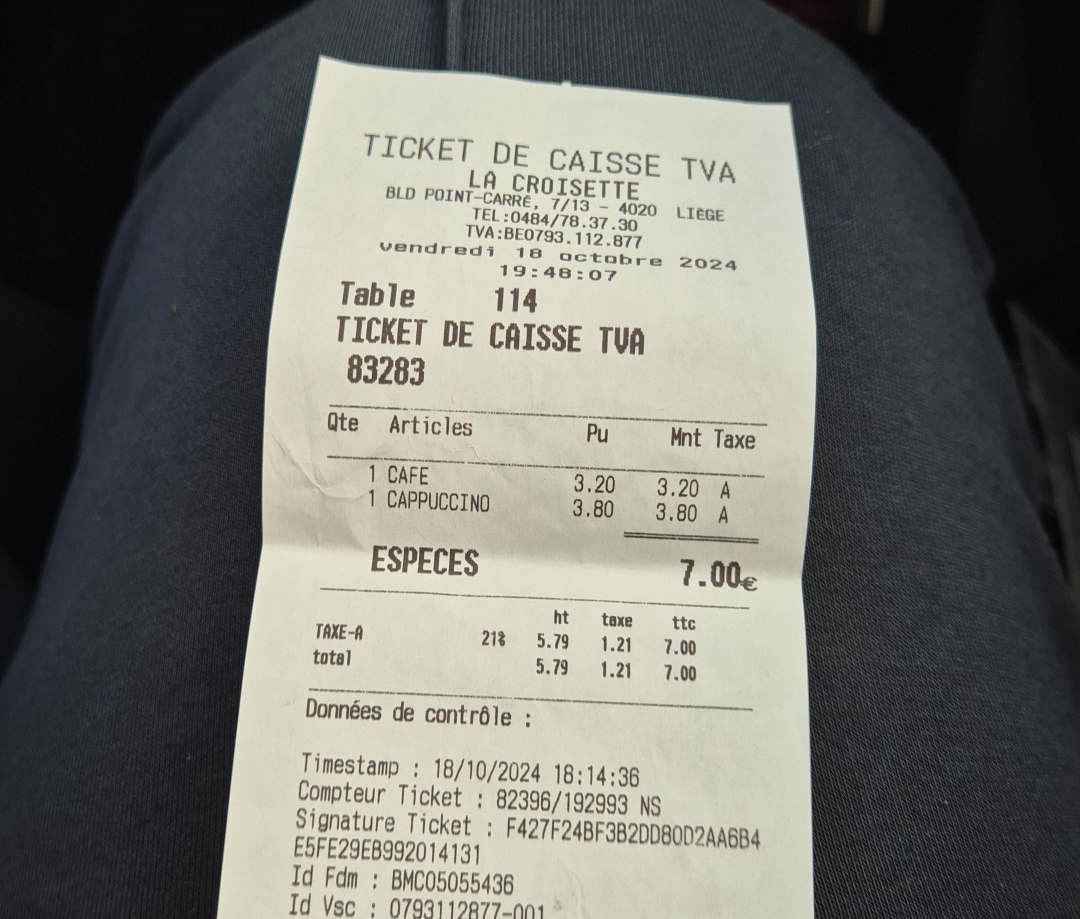 TICKET DE CAISSE TVA
LA CROISETTE
BLD POINT-CARRÉ, 7/13 - 4020 LIÈGE
TEL:0484/78.37.30
TVA:BE0793.112.877
vendredi 18 octobre 2024
19:48:07
Table 114
TICKET DE CAISSE TVA
83283
Qte Articles Pu Mnt Taxe
1 CAFE 3.20 3.20 A
1 CAPPUCCINO 3.80 3.80 A
ESPECES 7.00€
ht taxe ttc
TAXE-A 21% 5.79 1.21 7.00
total 5.79 1.21 7.00
Données de contrôle :
Timestamp : 18/10/2024 18:14:36
Compteur Ticket : 82396/192993 NS
Signature Ticket : F427F24BF3B2DD80D2AA6B4
E5FE29EB992014131
Id Fdm : BMC05055436
Id Vsc : 0793112877-001